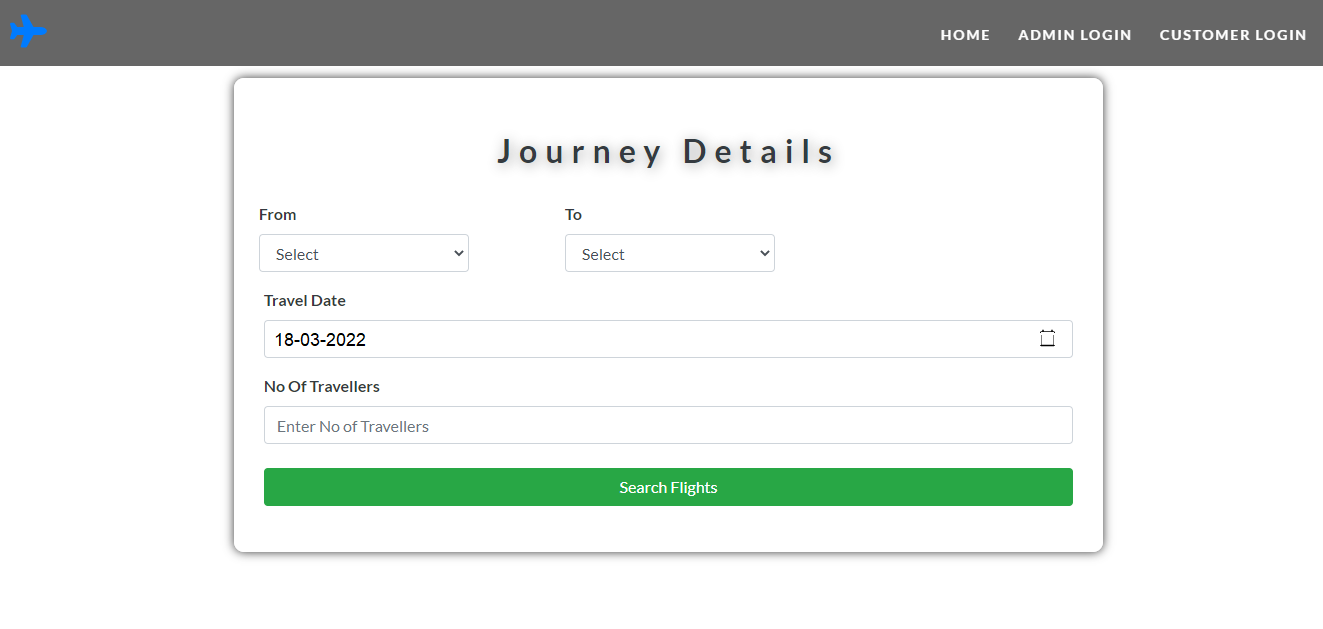 HOME ADMIN LOGIN CUSTOMER LOGIN
Journey Details
From To
Select Select
Travel Date
18-03-2022
No Of Travellers
Enter No of Travellers
Search Flights